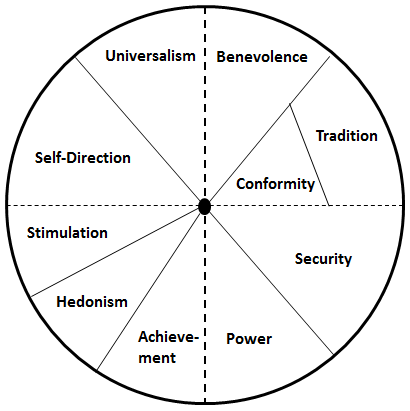 Universalism
Benevolence
Tradition
Self-Direction
Conformity
Stimulation
Security
Hedonism
Achieve-
ment
Power